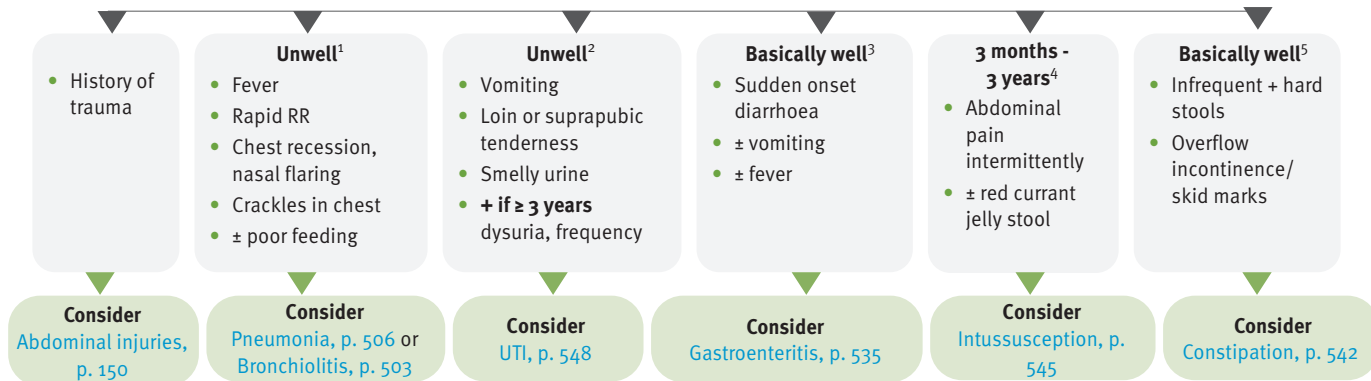 • History of
trauma
Unwell¹
• Fever
• Rapid RR
• Chest recession,
nasal flaring
• Crackles in chest
• ± poor feeding
Unwell²
• Vomiting
• Loin or suprapubic
tenderness
• Smelly urine
• + if ≥ 3 years
dysuria, frequency
Basically well³
• Sudden onset
diarrhoea
• ± vomiting
• ± fever
3 months -
3 years⁴
• Abdominal
pain
intermittently
• ± red currant
jelly stool
Basically well⁵
• Infrequent + hard
stools
• Overflow
incontinence/
skid marks
Consider
Abdominal injuries,
p. 150
Consider
Pneumonia, p. 506 or
Bronchiolitis, p. 503
Consider
UTI, p. 548
Consider
Gastroenteritis, p. 535
Consider
Intussusception, p.
545
Consider
Constipation, p. 542